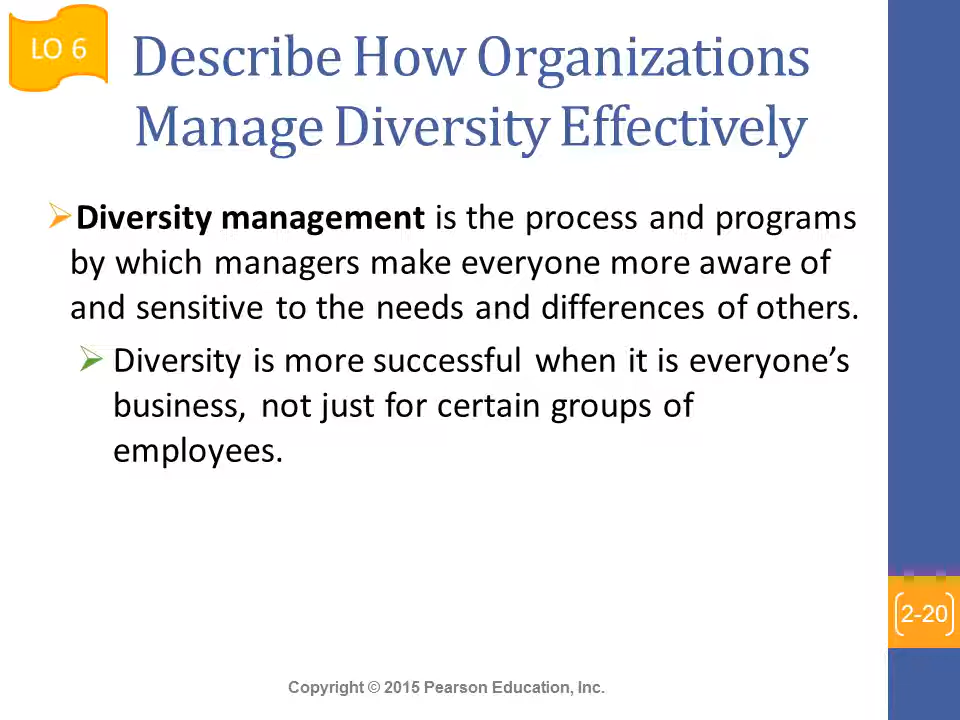 LO 6
Describe How Organizations
Manage Diversity Effectively
Diversity management is the process and programs
by which managers make everyone more aware of
and sensitive to the needs and differences of others.
Diversity is more successful when it is everyone’s
business, not just for certain groups of
employees.
2-20
Copyright © 2015 Pearson Education, Inc.